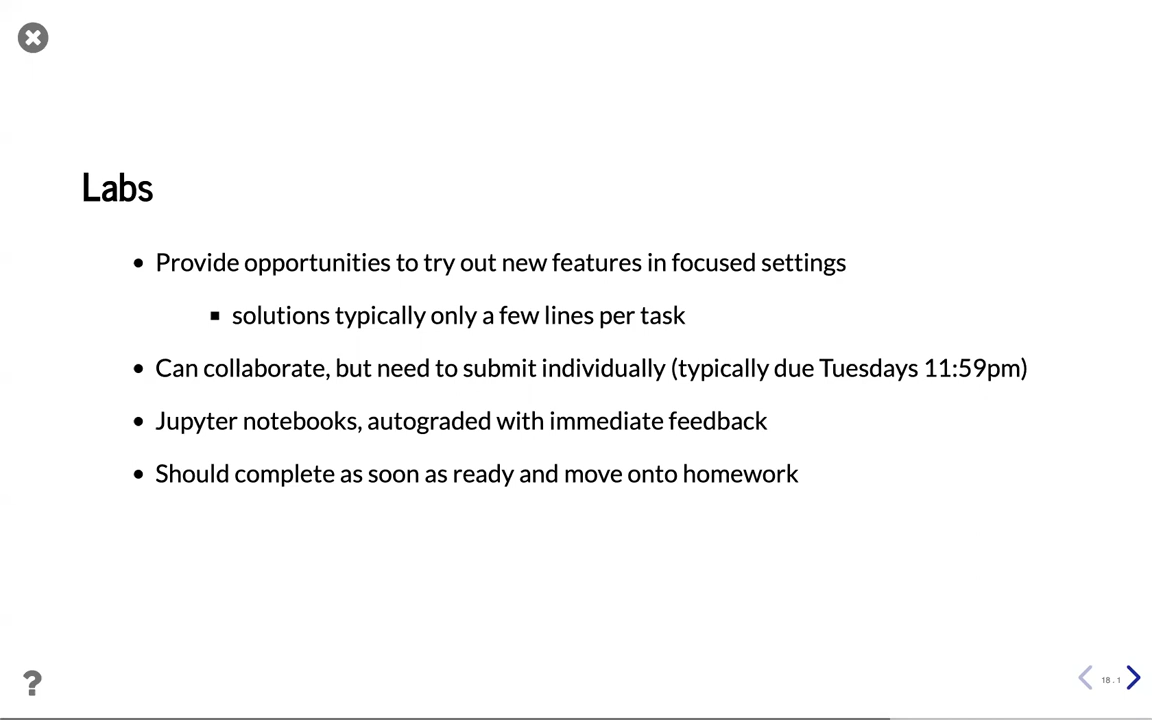 Labs
• Provide opportunities to try out new features in focused settings
▪ solutions typically only a few lines per task
• Can collaborate, but need to submit individually (typically due Tuesdays 11:59pm)
• Jupyter notebooks, autograded with immediate feedback
• Should complete as soon as ready and move onto homework
?
18.1